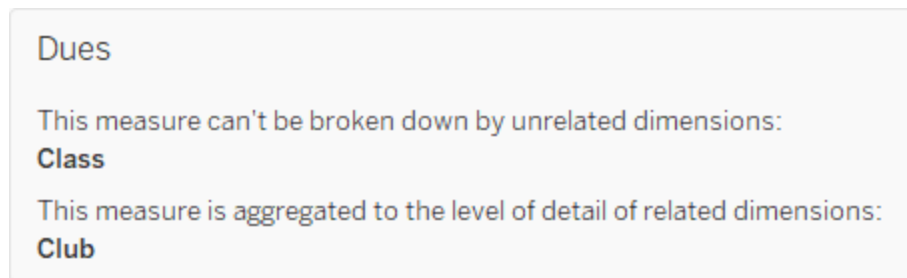 Dues
This measure can't be broken down by unrelated dimensions:
Class
This measure is aggregated to the level of detail of related dimensions:
Club